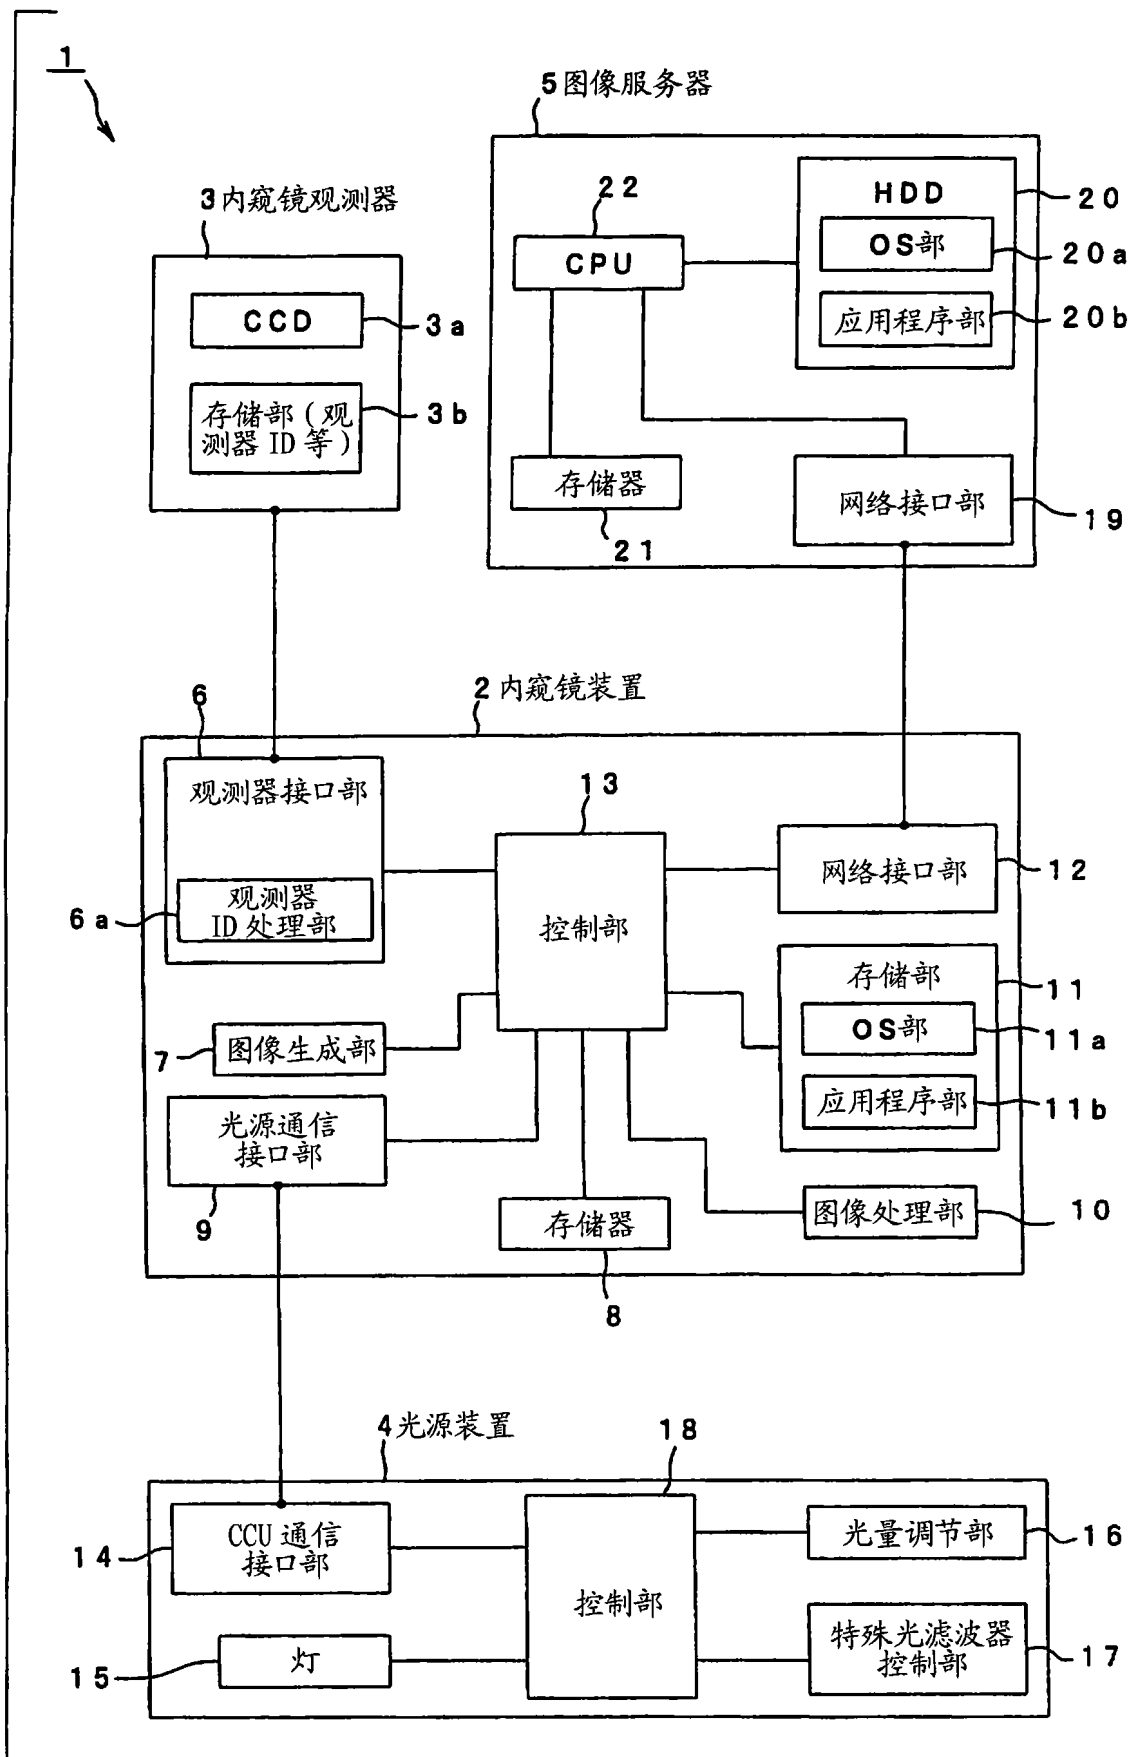 1
5 图像服务器
3 内窥镜观测器
22
HDD
20
CPU
OS部
20a
CCD
3a
应用程序部
20b
存储部(观
测器 ID 等)
3b
存储器
网络接口部
19
21
2 内窥镜装置
6
观测器接口部
13
网络接口部
12
控制部
6a
观测器
ID 处理部
存储部
11
OS部
11a
7
图像生成部
应用程序部
11b
光源通信
接口部
9
存储器
图像处理部
10
8
4 光源装置
18
14
CCU 通信
接口部
光量调节部
16
控制部
15
灯
特殊光滤波器
控制部
17